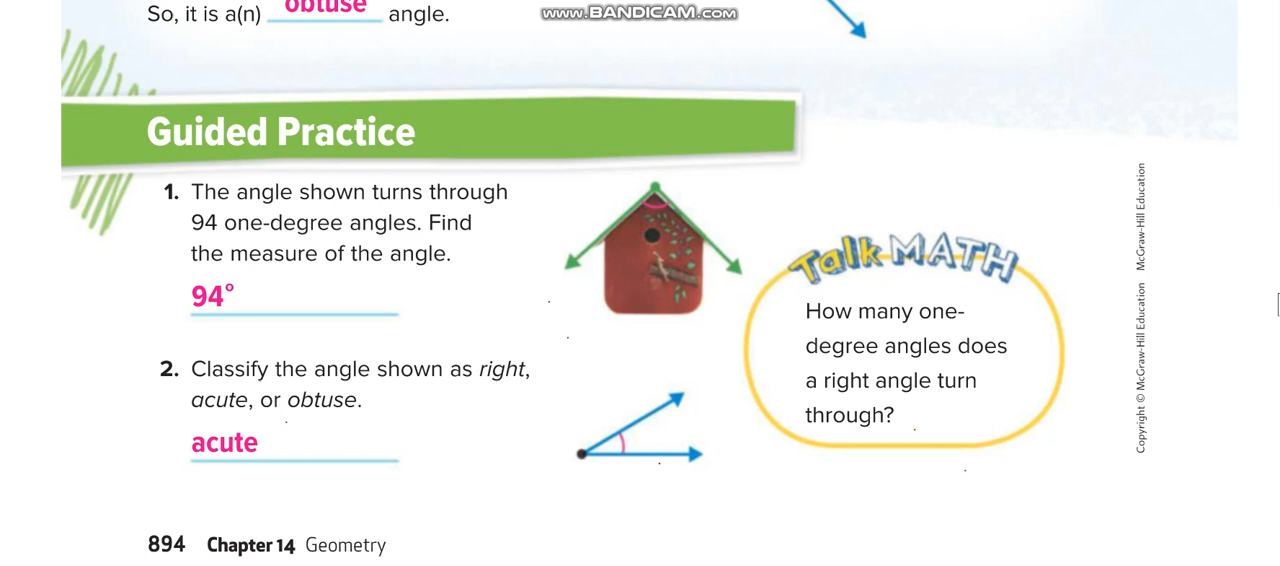 obtuse
So, it is a(n) ____________ angle.
www.BANDICAM.com
Guided Practice
1. The angle shown turns through
94 one-degree angles. Find
the measure of the angle.
94°
2. Classify the angle shown as right,
acute, or obtuse.
acute
Talk MATH
How many one-
degree angles does
a right angle turn
through?
Copyright © McGraw-Hill Education McGraw-Hill Education
894 Chapter 14 Geometry